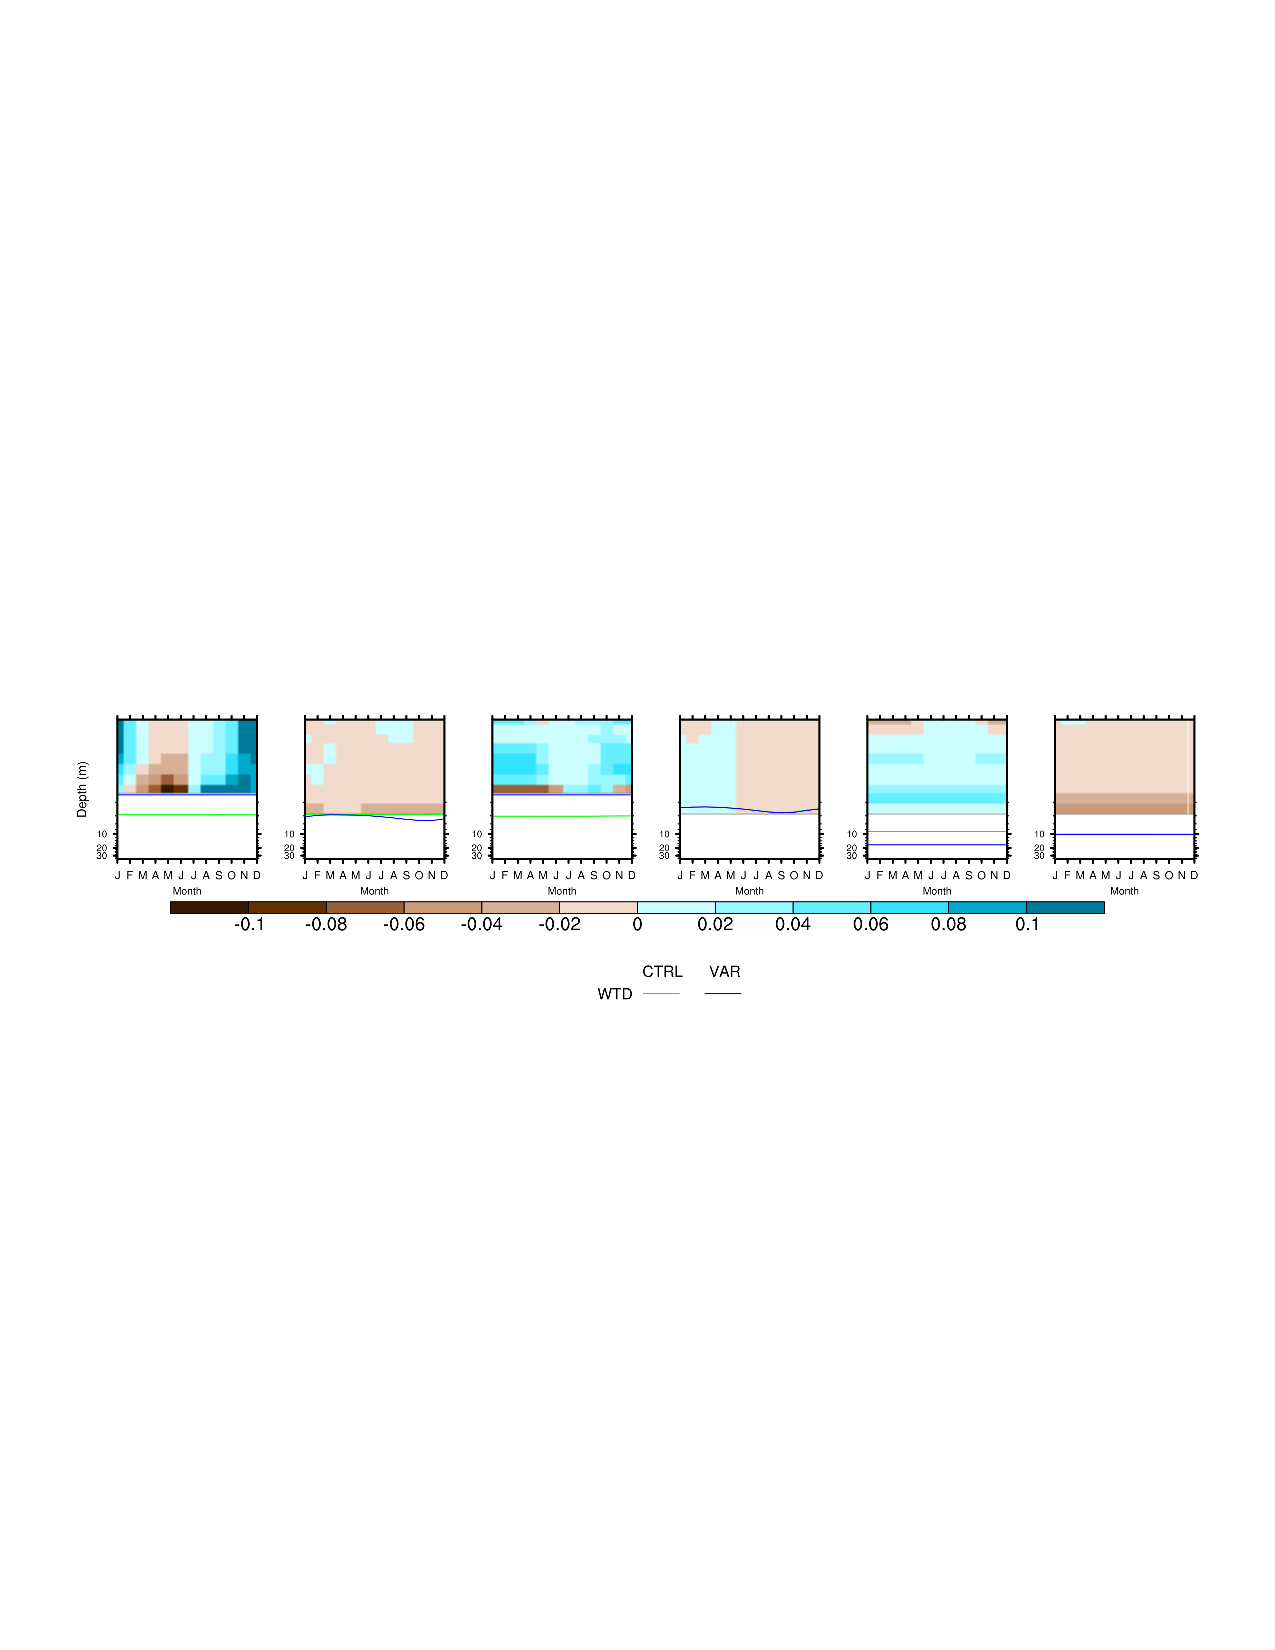 Depth (m)
10 10 10 10 10 10
20 20 20 20 20 20
30 30 30 30 30 30
J F M A M J J A S O N D J F M A M J J A S O N D J F M A M J J A S O N D J F M A M J J A S O N D J F M A M J J A S O N D J F M A M J J A S O N D
Month Month Month Month Month Month
-0.1 -0.08 -0.06 -0.04 -0.02 0 0.02 0.04 0.06 0.08 0.1
CTRL VAR
WTD